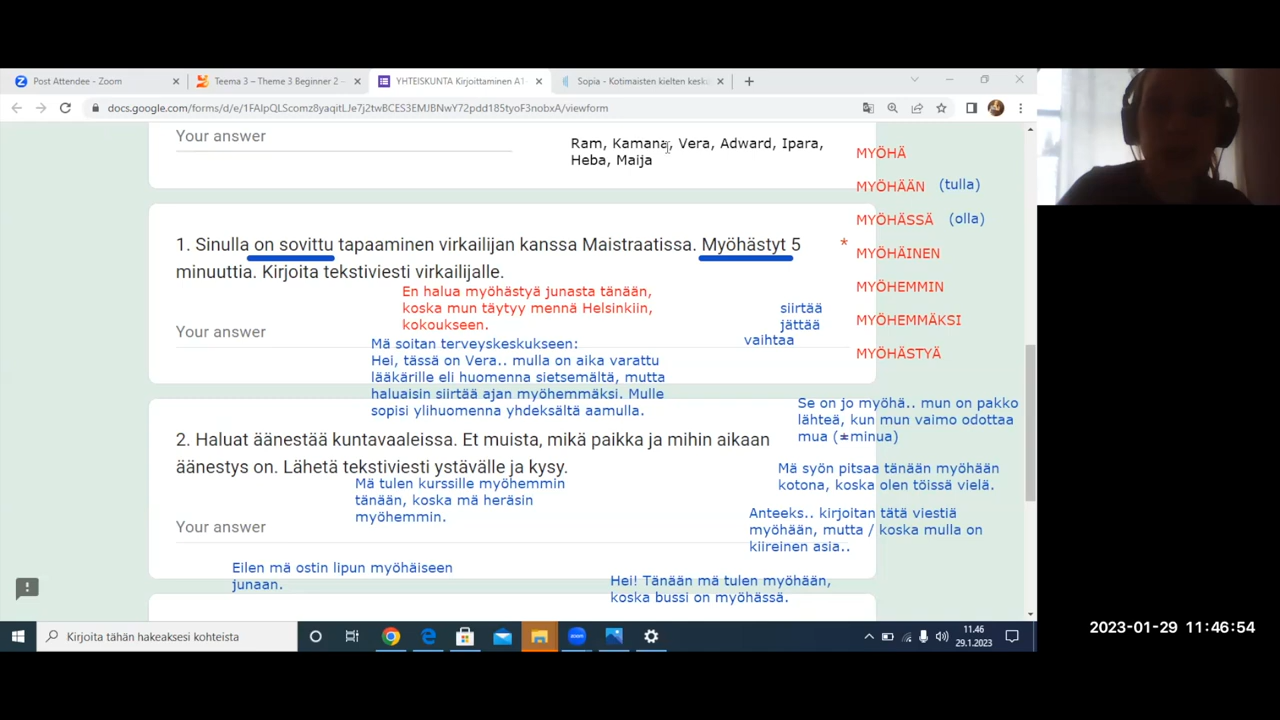 Post Attendee - Zoom
Teema 3 – Theme 3 Beginner 2 –
YHTEISKUNTA Kirjoittaminen A1
Sopia - Kotimaisten kielten kesku
docs.google.com/forms/d/e/1FAIpQLScomz8yaqitLJe7j2twBCES3EMJBNwY72pdd185tyoF3nobxA/viewform
Your answer
Ram, Kamana, Vera, Adward, Ipara,
Heba, Maija
MYÖHÄ
MYÖHÄÄN (tulla)
MYÖHÄSSÄ (olla)
MYÖHÄINEN
MYÖHEMMIN
MYÖHEMMÄKSI
MYÖHÄSTYÄ
1. Sinulla on sovittu tapaaminen virkailijan kanssa Maistraatissa. Myöhästyt 5 *
minuuttia. Kirjoita tekstiviesti virkailijalle.
En halua myöhästyä junasta tänään,
koska mun täytyy mennä Helsinkiin,
kokoukseen.
siirtää
jättää
vaihtaa
Your answer
Mä soitan terveyskeskukseen:
Hei, tässä on Vera.. mulla on aika varattu
lääkärille eli huomenna sietsemältä, mutta
haluaisin siirtää ajan myöhemmäksi. Mulle
sopisi ylihuomenna yhdeksältä aamulla.
Se on jo myöhä.. mun on pakko
lähteä, kun mun vaimo odottaa
mua (=minua)
2. Haluat äänestää kuntavaaleissa. Et muista, mikä paikka ja mihin aikaan
äänestys on. Lähetä tekstiviesti ystävälle ja kysy.
Mä syön pitsaa tänään myöhään
kotona, koska olen töissä vielä.
Mä tulen kurssille myöhemmin
tänään, koska mä heräsin
myöhemmin.
Your answer
Anteeks.. kirjoitan tätä viestiä
myöhään, mutta / koska mulla on
kiireinen asia..
Eilen mä ostin lipun myöhäiseen
junaan.
Hei! Tänään mä tulen myöhään,
koska bussi on myöhässä.
Kirjoita tähän hakeaksesi kohteista
zoom
11.46
29.1.2023
2023-01-29 11:46:54